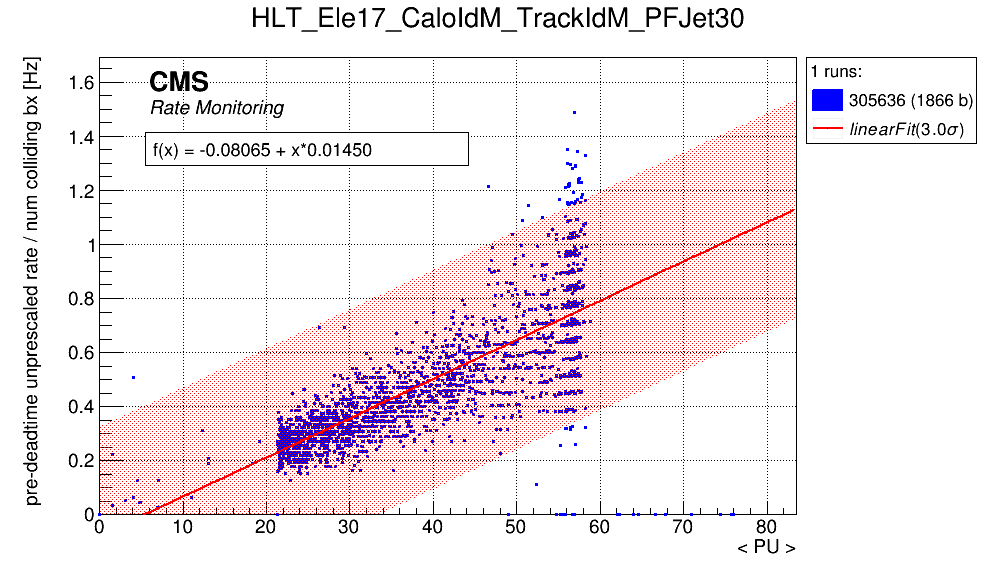 HLT_Ele17_CaloIdM_TrackIdM_PFJet30
pre-deadtime unprescaled rate / num colliding bx [Hz]
CMS
Rate Monitoring
f(x) = -0.08065 + x*0.01450
1 runs:
305636 (1866 b)
linearFit(3.0σ)
1.6
1.4
1.2
1
0.8
0.6
0.4
0.2
0
0 10 20 30 40 50 60 70 80
< PU >